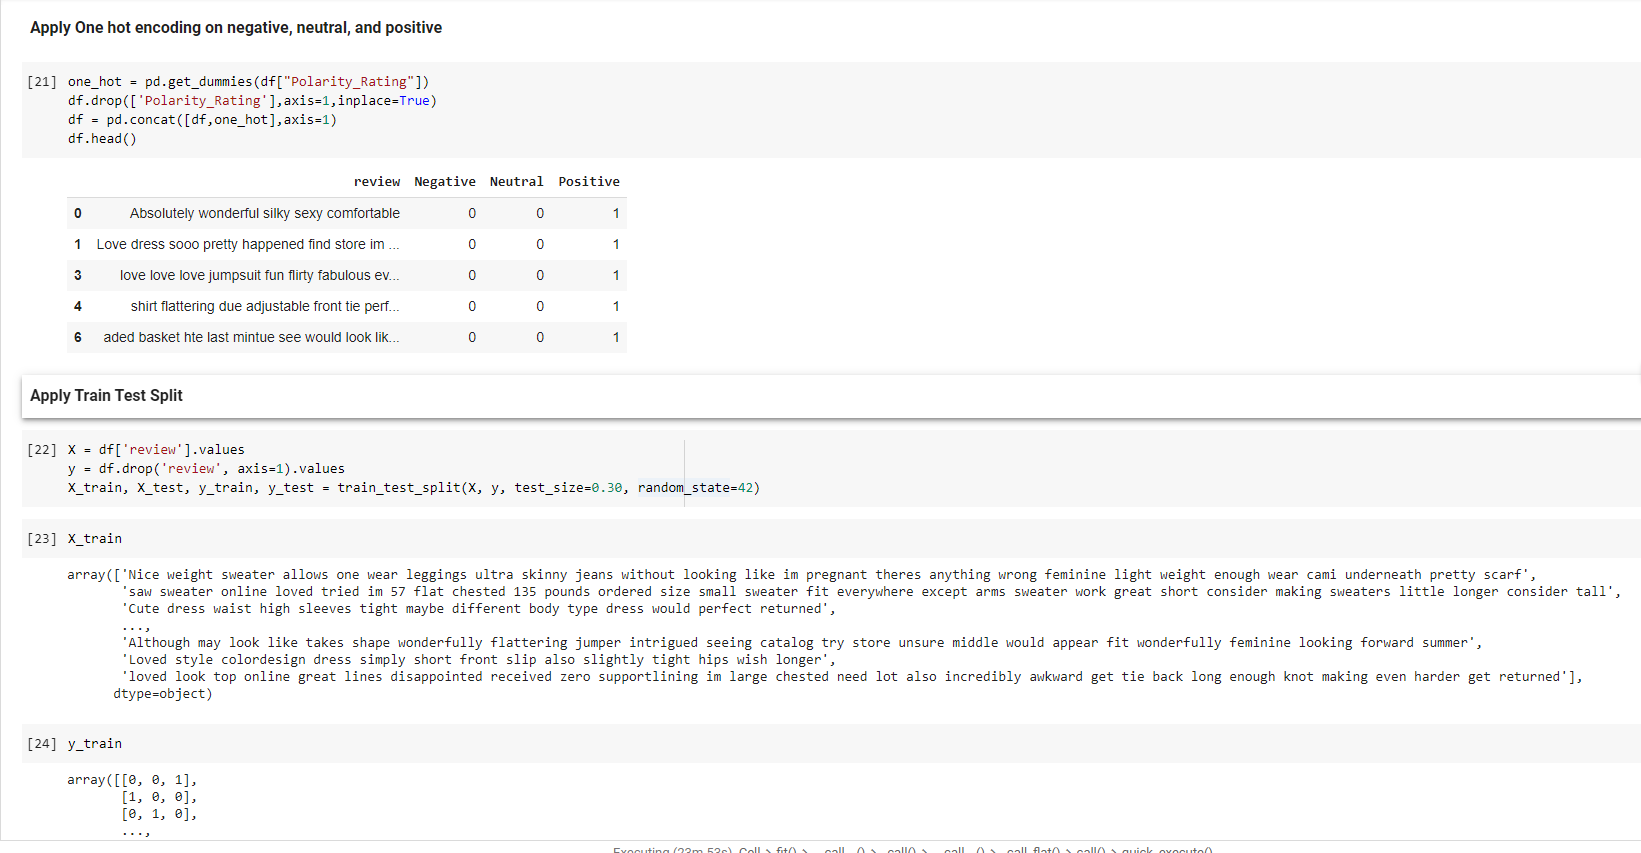 Apply One hot encoding on negative, neutral, and positive
[21] one_hot = pd.get_dummies(df["Polarity_Rating"])
df.drop(['Polarity_Rating'],axis=1,inplace=True)
df = pd.concat([df,one_hot],axis=1)
df.head()
review Negative Neutral Positive
0 Absolutely wonderful silky sexy comfortable 0 0 1
1 Love dress sooo pretty happened find store im ... 0 0 1
3 love love love jumpsuit fun flirty fabulous ev... 0 0 1
4 shirt flattering due adjustable front tie perf... 0 0 1
6 aded basket hte last mintue see would look lik... 0 0 1
Apply Train Test Split
[22] X = df['review'].values
y = df.drop('review', axis=1).values
X_train, X_test, y_train, y_test = train_test_split(X, y, test_size=0.30, random_state=42)
[23] X_train
array(['Nice weight sweater allows one wear leggings ultra skinny jeans without looking like im pregnant theres anything wrong feminine light weight enough wear cami underneath pretty scarf',
'saw sweater online loved tried im 57 flat chested 135 pounds ordered size small sweater fit everywhere except arms sweater work great short consider making sweaters little longer consider tall',
'Cute dress waist high sleeves tight maybe different body type dress would perfect returned',
...,
'Although may look like takes shape wonderfully flattering jumper intrigued seeing catalog try store unsure middle would appear fit wonderfully feminine looking forward summer',
'Loved style colordesign dress simply short front slip also slightly tight hips wish longer',
'loved look top online great lines disappointed received zero supportlining im large chested need lot also incredibly awkward get tie back long enough knot making even harder get returned'],
dtype=object)
[24] y_train
array([[0, 0, 1],
[1, 0, 0],
[0, 1, 0],
...,
Executing (23m 53s) Cell > fit() > __call__() > _call() > __call__() > _call_flat() > call() > quick_execute()